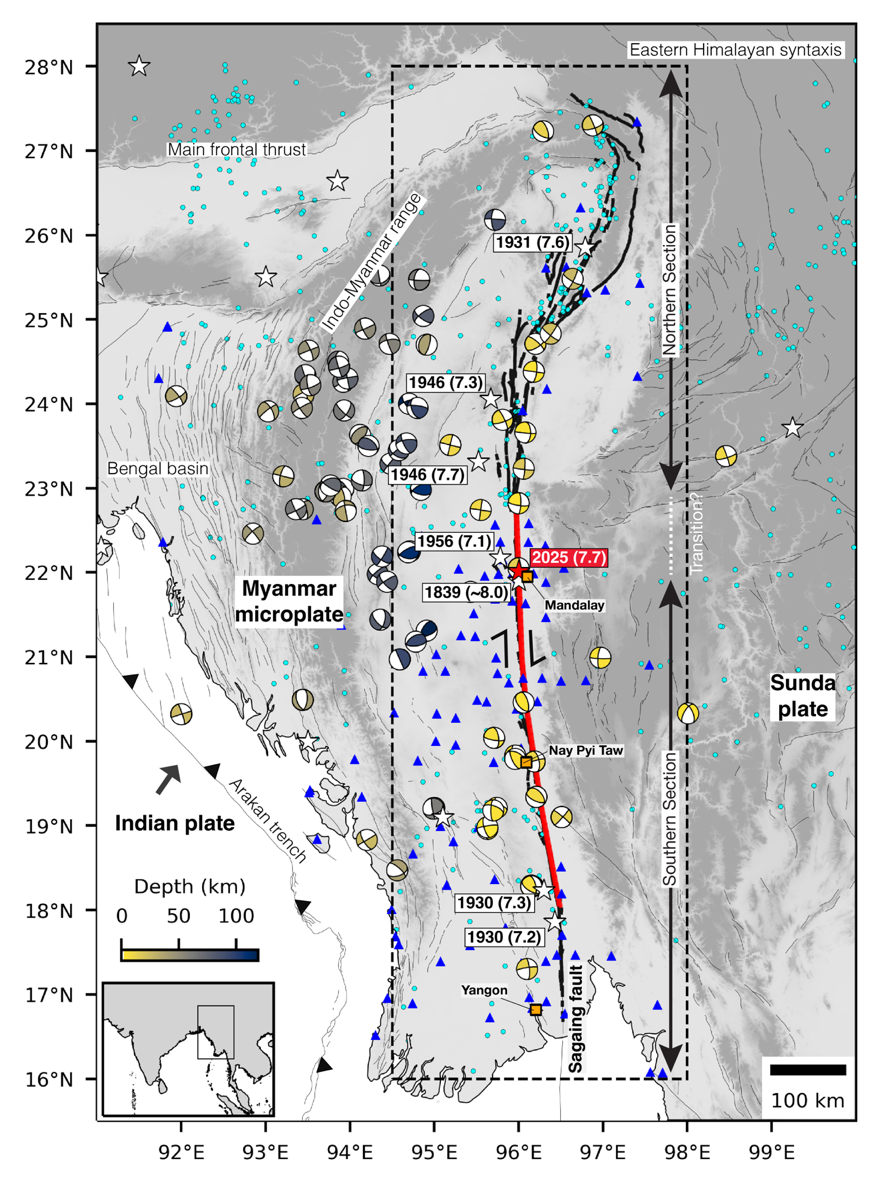 Eastern Himalayan syntaxis
28°N
27°N
26°N
25°N
24°N
23°N
22°N
21°N
20°N
19°N
18°N
17°N
16°N
Main frontal thrust
Indo-Myanmar range
1931 (7.6)
Northern Section
1946 (7.3)
Bengal basin
1946 (7.7)
Transition?
1956 (7.1)
2025 (7.7)
1839 (~8.0)
Mandalay
Myanmar
microplate
Sunda
plate
Nay Pyi Taw
Indian plate
Arakan trench
Southern Section
Depth (km)
0 50 100
1930 (7.3)
1930 (7.2)
Yangon
Sagaing fault
100 km
92°E 93°E 94°E 95°E 96°E 97°E 98°E 99°E